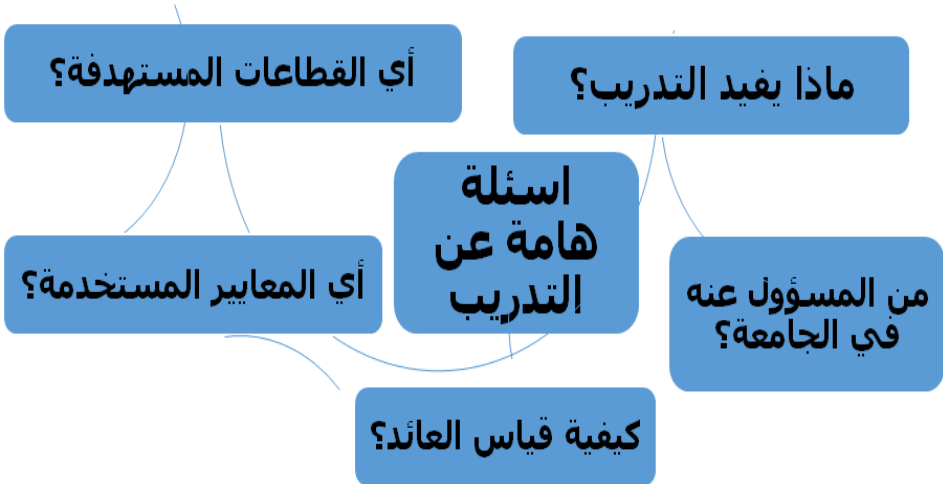 ماذا يفيد التدريب؟
أي القطاعات المستهدفة؟
اسئلة
هامة عن
التدريب
من المسؤول عنه
في الجامعة؟
أي المعايير المستخدمة؟
كيفية قياس العائد؟